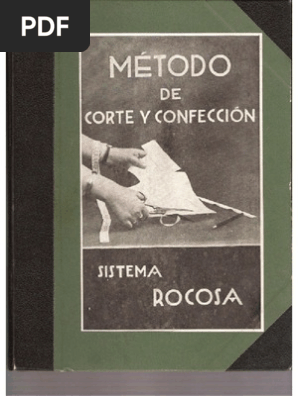 PDF
MÉTODO
DE
CORTE Y CONFECCIÓN
SISTEMA
ROCOSA